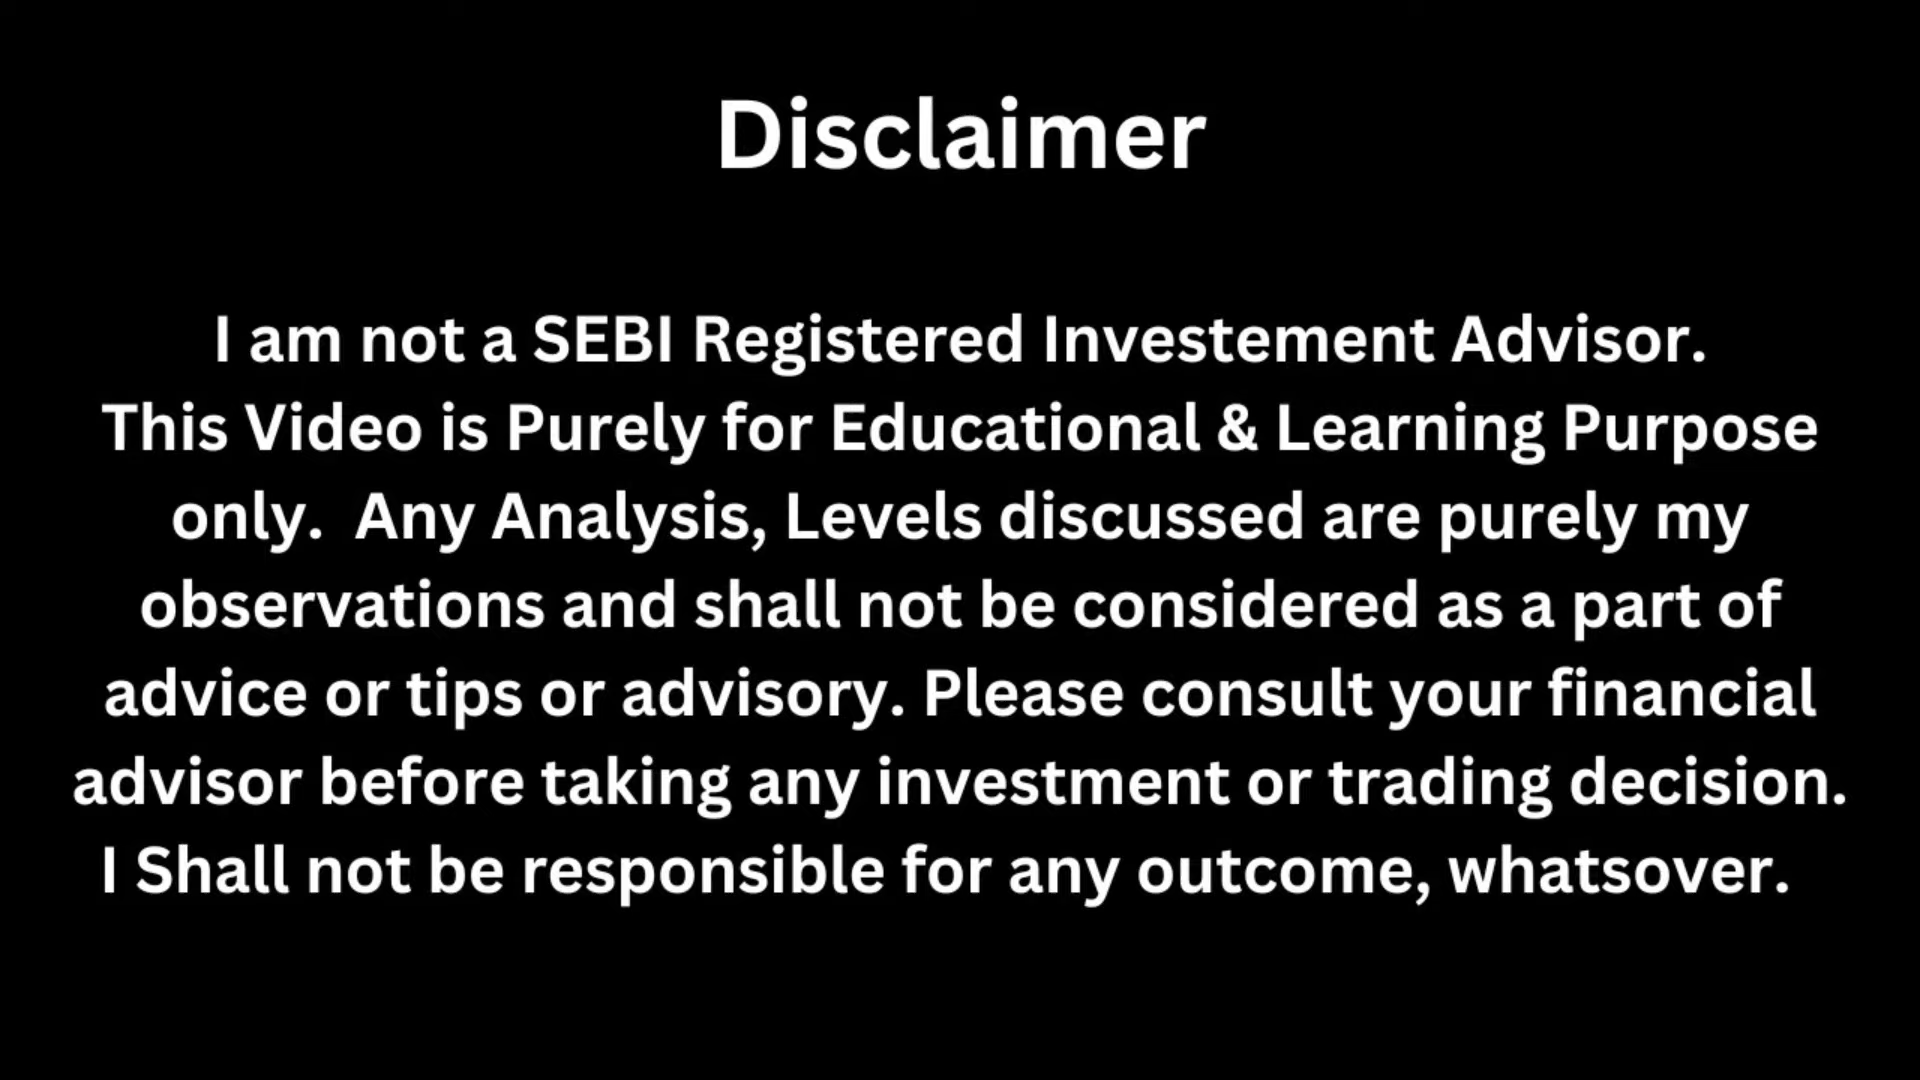 Disclaimer
I am not a SEBI Registered Investement Advisor.
This Video is Purely for Educational & Learning Purpose
only.  Any Analysis, Levels discussed are purely my
observations and shall not be considered as a part of
advice or tips or advisory. Please consult your financial
advisor before taking any investment or trading decision.
I Shall not be responsible for any outcome, whatsover.